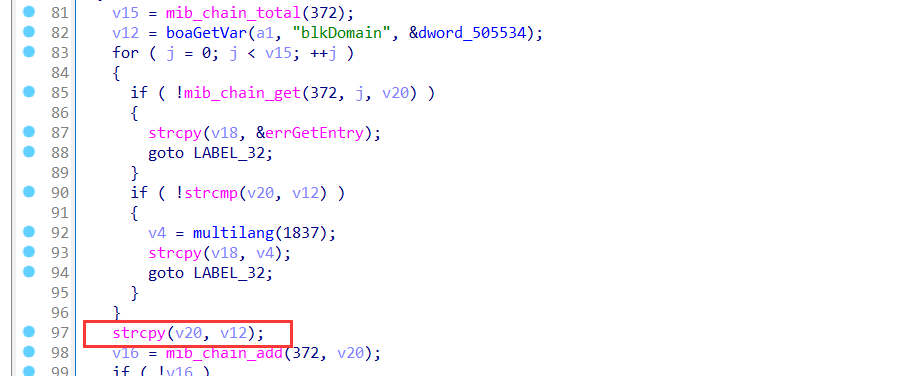 81 v15 = mib_chain_total(372);
82 v12 = boaGetVar(a1, "blkDomain", &dword_505534);
83 for ( j = 0; j < v15; ++j )
84 {
85 if ( !mib_chain_get(372, j, v20) )
86 {
87 strcpy(v18, &errGetEntry);
88 goto LABEL_32;
89 }
90 if ( !strcmp(v20, v12) )
91 {
92 v4 = multilang(1837);
93 strcpy(v18, v4);
94 goto LABEL_32;
95 }
96 }
97 strcpy(v20, v12);
98 v16 = mib_chain_add(372, v20);
99 if ( !v16 )